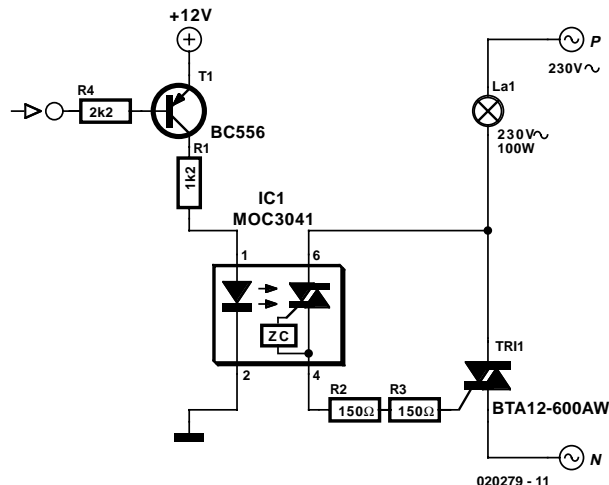 +12V
P
T1
La1
230V~
R4
2k2
BC556
230V~
100W
R1
1k2
IC1
MOC3041
1
6
ZC
TRI1
2
4
R2
R3
150Ω
150Ω
BTA12-600AW
N
020279 - 11